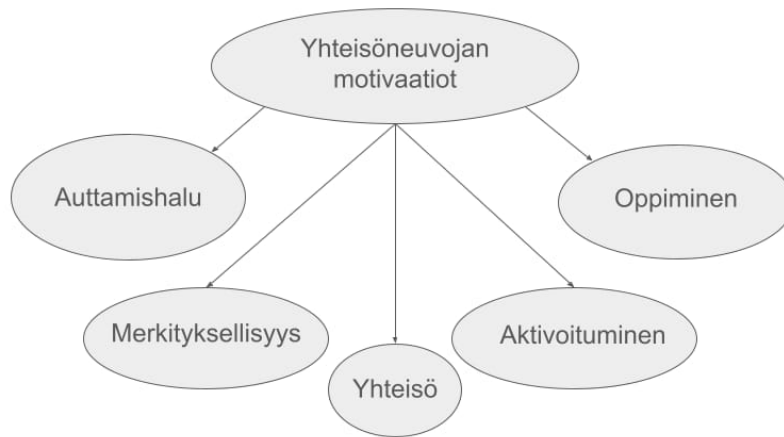 Yhteisöneuvojan
motivaatiot
Auttamishalu
Oppiminen
Merkityksellisyys
Aktivoituminen
Yhteisö